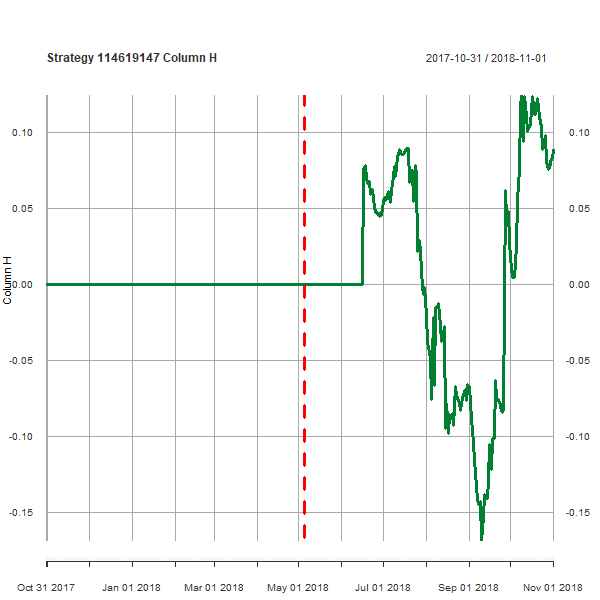 Strategy 114619147 Column H
2017-10-31 / 2018-11-01
Column H
0.10
0.05
0.00
-0.05
-0.10
-0.15
0.10
0.05
0.00
-0.05
-0.10
-0.15
Oct 31 2017
Jan 01 2018
Mar 01 2018
May 01 2018
Jul 01 2018
Sep 01 2018
Nov 01 2018